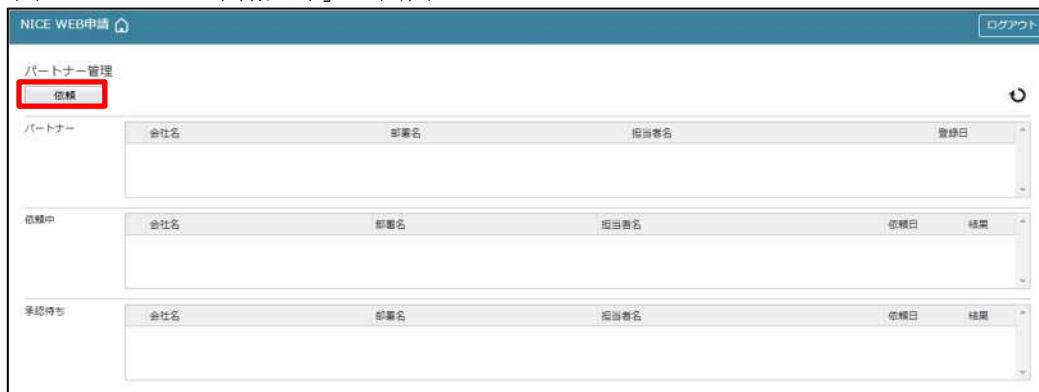 NICE WEB申請
ログアウト
パートナー管理
依頼
パートナー
会社名 部署名 担当者名 登録日
依頼中
会社名 部署名 担当者名 依頼日 結果
承認待ち
会社名 部署名 担当者名 依頼日 結果